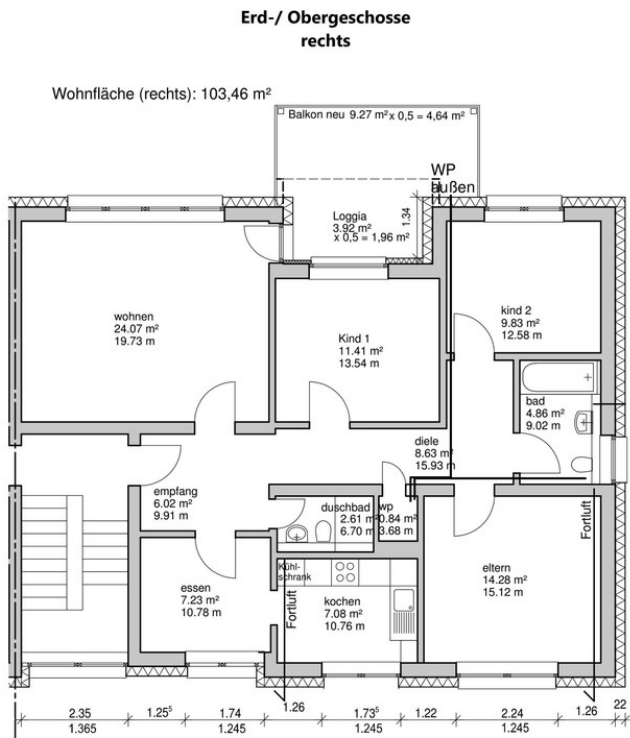 Erd-/ Obergeschosse
rechts
Wohnfläche (rechts): 103,46 m²
Balkon neu 9.27 m² x 0,5 = 4,64 m²
WP
außen
Loggia
3.92 m²
x 0,5 = 1,96 m²
1.34
wohnen
24.07 m²
19.73 m
Kind 1
11.41 m²
13.54 m
kind 2
9.83 m²
12.58 m
bad
4.86 m²
9.02 m
diele
8.63 m²
15.93 m
empfang
6.02 m²
9.91 m
duschbad
2.61 m²
6.70 m
wp
0.84 m²
3.68 m
Fortluft
eltern
14.28 m²
15.12 m
essen
7.23 m²
10.78 m
Kühl-
schrank
Fortluft
kochen
7.08 m²
10.76 m
2.35 1.25⁵ 1.74 1.26 1.73⁵ 1.22 2.24 1.26 22
1.365 1.245 1.245 1.245